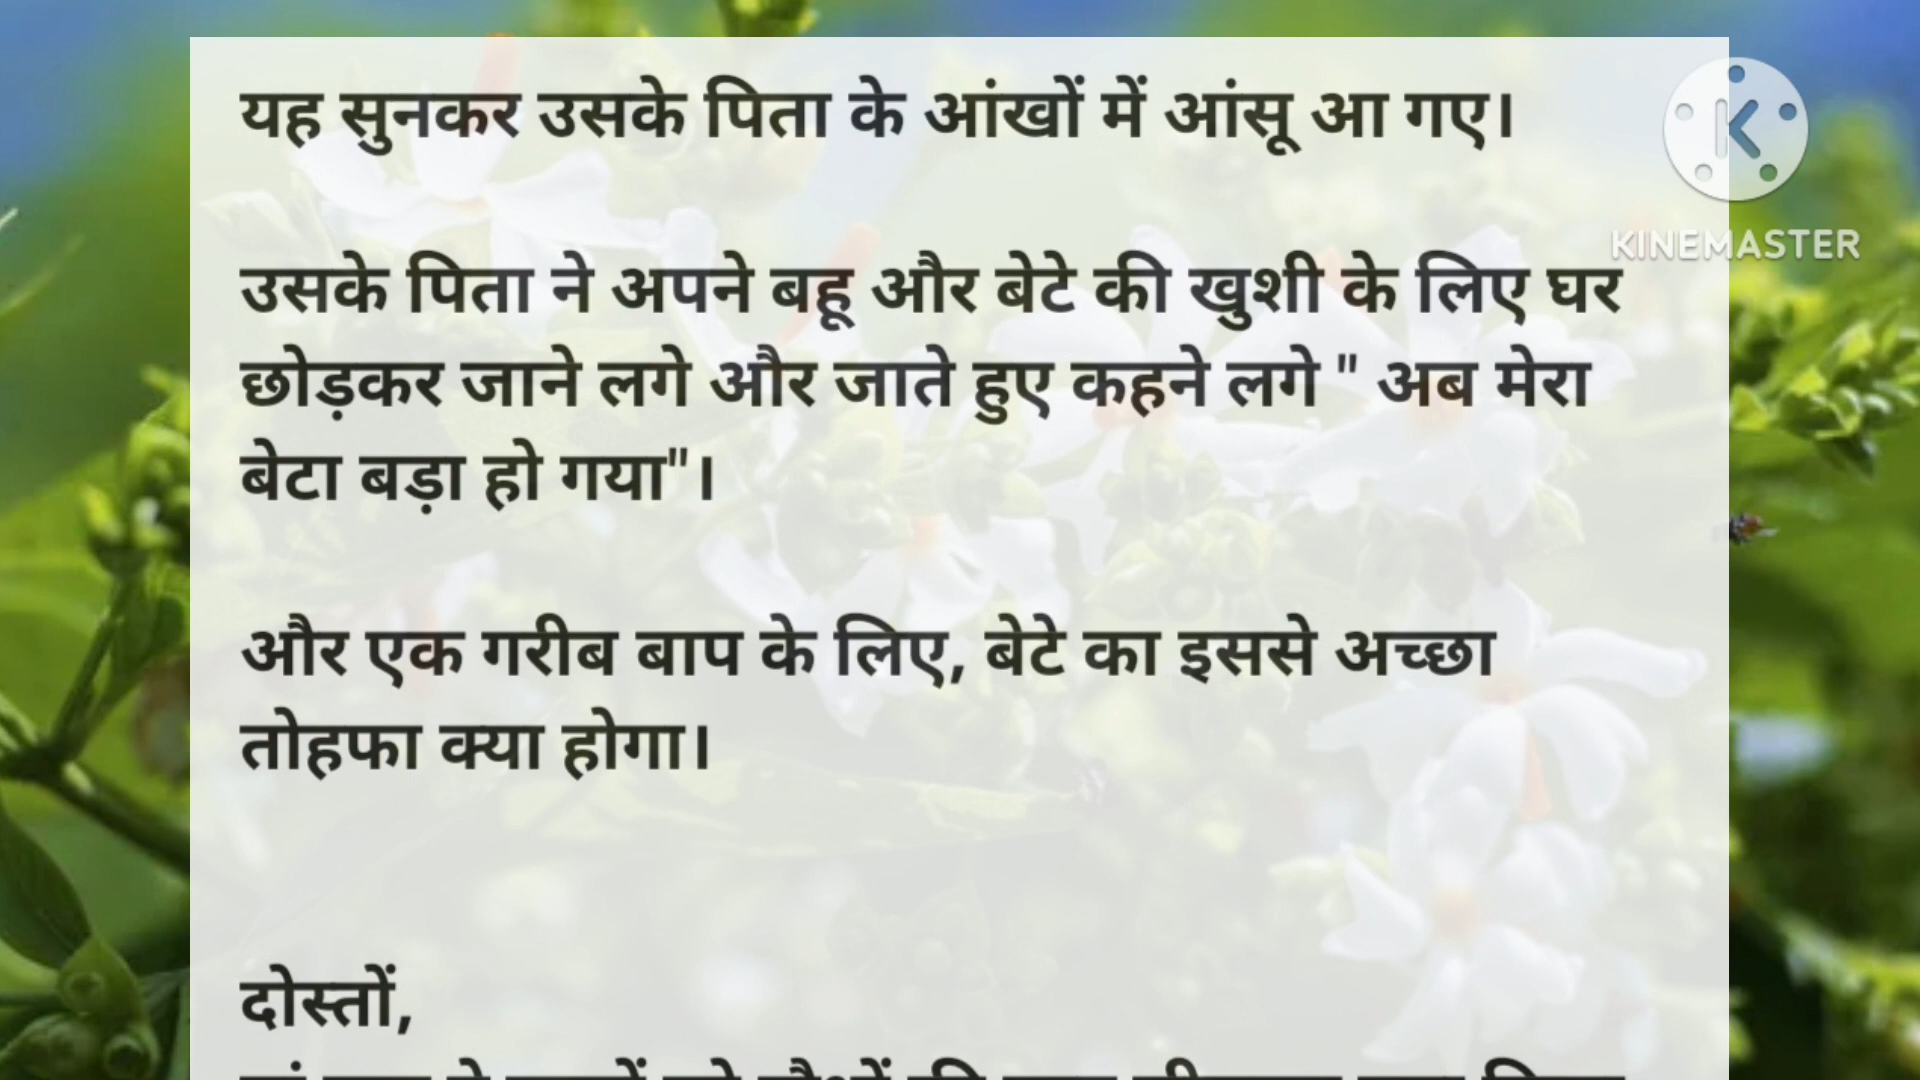 यह सुनकर उसके पिता के आंखों में आंसू आ गए।
KINEMASTER
उसके पिता ने अपने बहू और बेटे की खुशी के लिए घर
छोड़कर जाने लगे और जाते हुए कहने लगे " अब मेरा
बेटा बड़ा हो गया"।
और एक गरीब बाप के लिए, बेटे का इससे अच्छा
तोहफा क्या होगा।
दोस्तों,